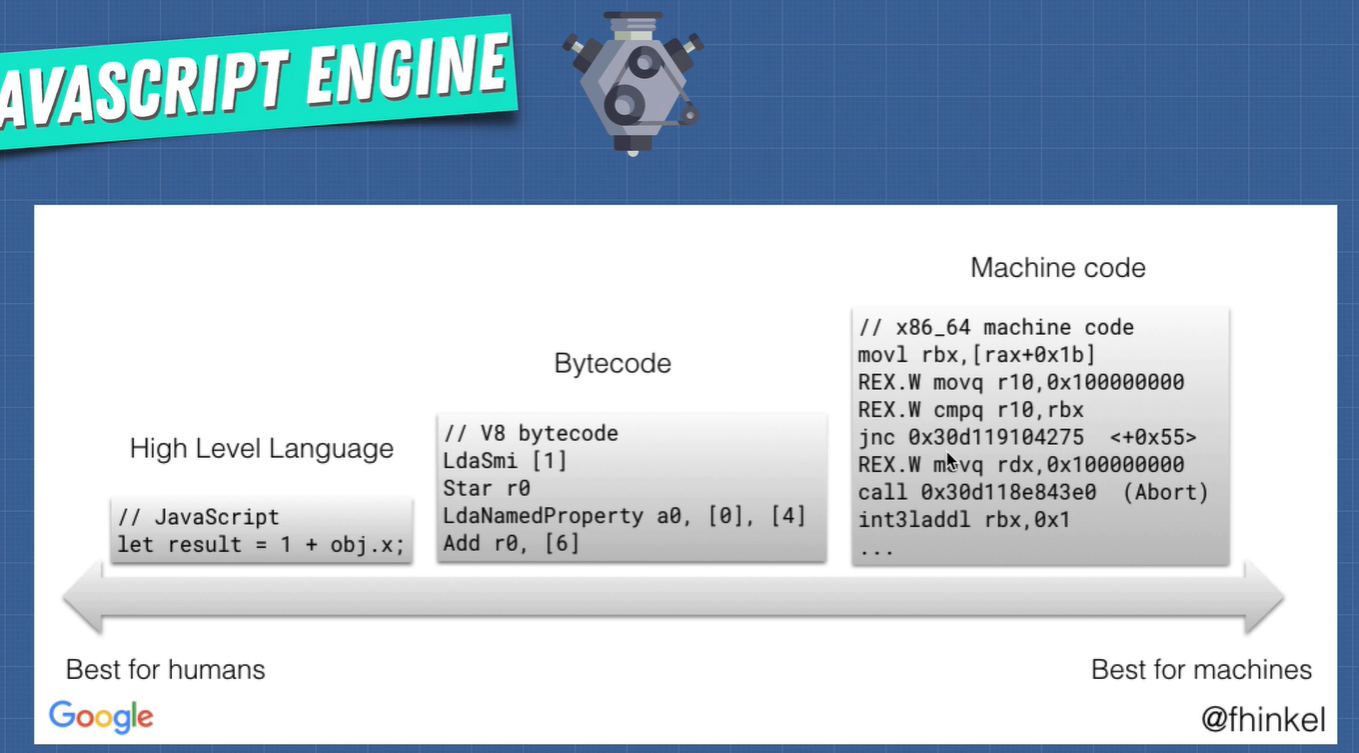 AVASCRIPT ENGINE
Machine code
// x86_64 machine code
movl rbx,[rax+0x1b]
REX.W movq r10,0x100000000
REX.W cmpq r10,rbx
jnc 0x30d119104275 <+0x55>
REX.W movq rdx,0x100000000
call 0x30d118e843e0 (Abort)
int3laddl rbx,0x1
...
Bytecode
// V8 bytecode
LdaSmi [1]
Star r0
LdaNamedProperty a0, [0], [4]
Add r0, [6]
High Level Language
// JavaScript
let result = 1 + obj.x;
Best for humans
Best for machines
Google
@fhinkel